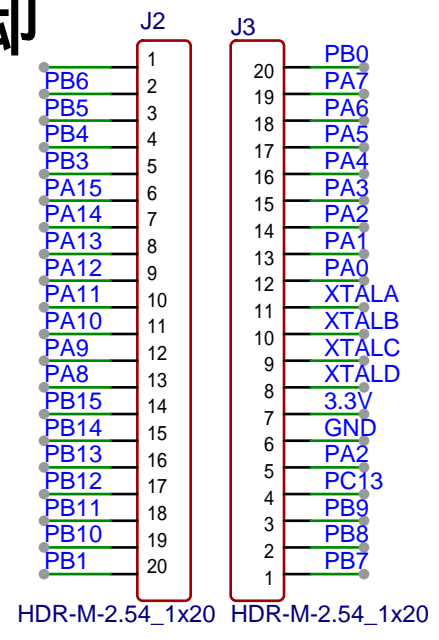 J2
1
PB6 2
PB5 3
PB4 4
PB3 5
PA15 6
PA14 7
PA13 8
PA12 9
PA11 10
PA10 11
PA9 12
PA8 13
PB15 14
PB14 15
PB13 16
PB12 17
PB11 18
PB10 19
PB1 20
HDR-M-2.54_1x20
J3
20 PB0
19 PA7
18 PA6
17 PA5
16 PA4
15 PA3
14 PA2
13 PA1
12 PA0
11 XTALA
10 XTALB
9 XTALC
8 XTALD
7 3.3V
6 GND
5 PA2
4 PC13
3 PB9
2 PB8
1 PB7
HDR-M-2.54_1x20